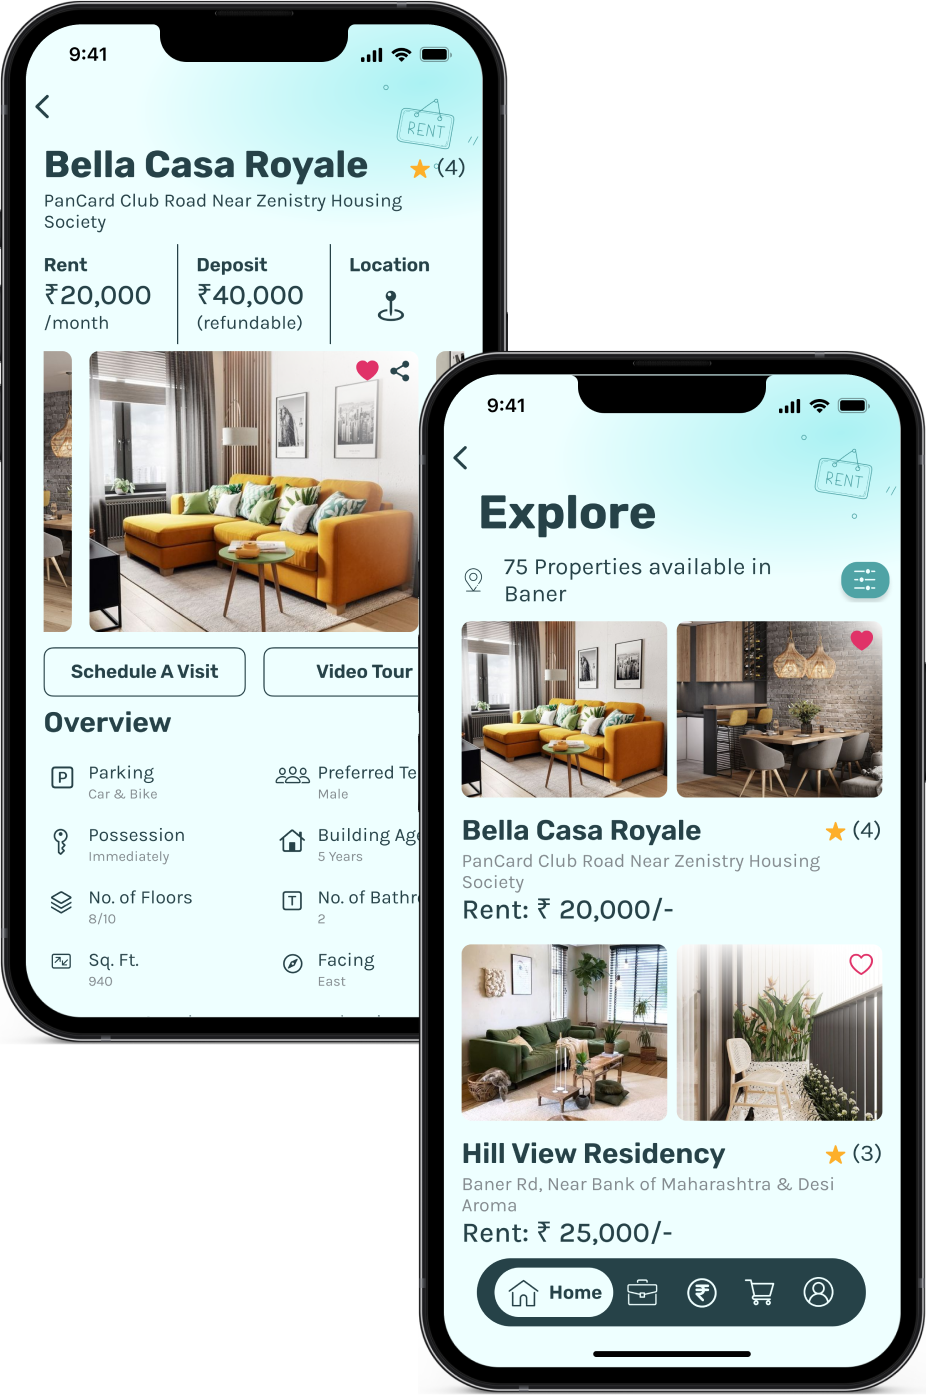 9:41
RENT
Bella Casa Royale
(4)
PanCard Club Road Near Zenistry Housing
Society
Rent
₹20,000
/month
Deposit
₹40,000
(refundable)
Location
Schedule A Visit
Video Tour
Overview
Parking
Car & Bike
Preferred Te
Male
Possession
Immediately
Building Ag
5 Years
No. of Floors
8/10
No. of Bathr
2
Sq. Ft.
940
Facing
East
9:41
RENT
Explore
75 Properties available in
Baner
Bella Casa Royale
(4)
PanCard Club Road Near Zenistry Housing
Society
Rent: ₹ 20,000/-
Hill View Residency
(3)
Baner Rd, Near Bank of Maharashtra & Desi
Aroma
Rent: ₹ 25,000/-
Home